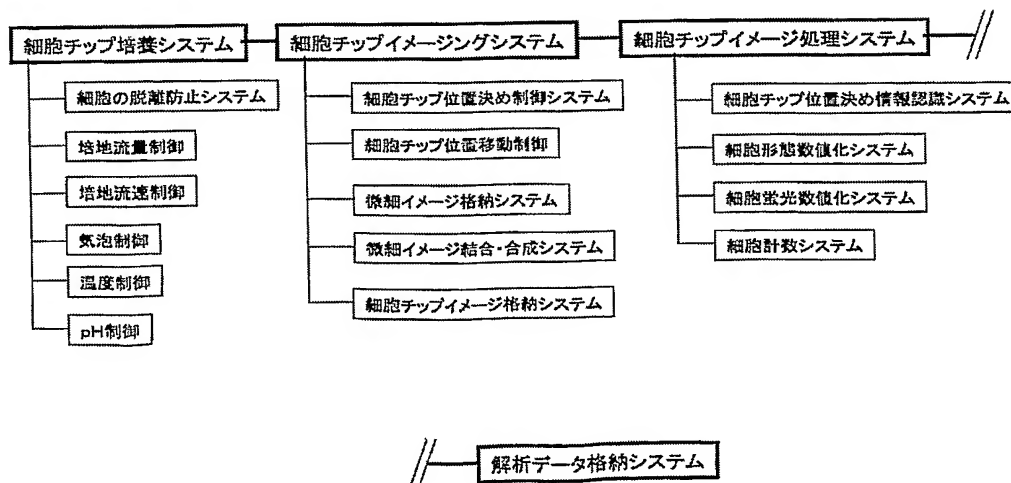 細胞チップ培養システム
細胞の脱離防止システム
培地流量制御
培地流速制御
気泡制御
温度制御
pH制御
細胞チップイメージングシステム
細胞チップ位置決め制御システム
細胞チップ位置移動制御
微細イメージ格納システム
微細イメージ結合・合成システム
細胞チップイメージ格納システム
細胞チップイメージ処理システム
細胞チップ位置決め情報認識システム
細胞形態数値化システム
細胞蛍光数値化システム
細胞計数システム
解析データ格納システム